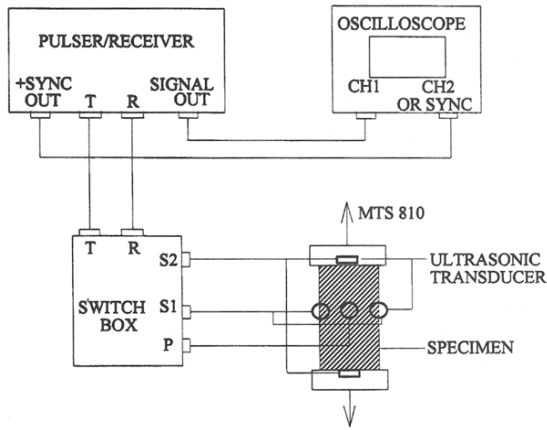 PULSER/RECEIVER
+SYNC
OUT
T
R
SIGNAL
OUT
OSCILLOSCOPE
CH1
CH2
OR SYNC
MTS 810
T
R
S2
S1
P
SWITCH
BOX
ULTRASONIC
TRANSDUCER
SPECIMEN